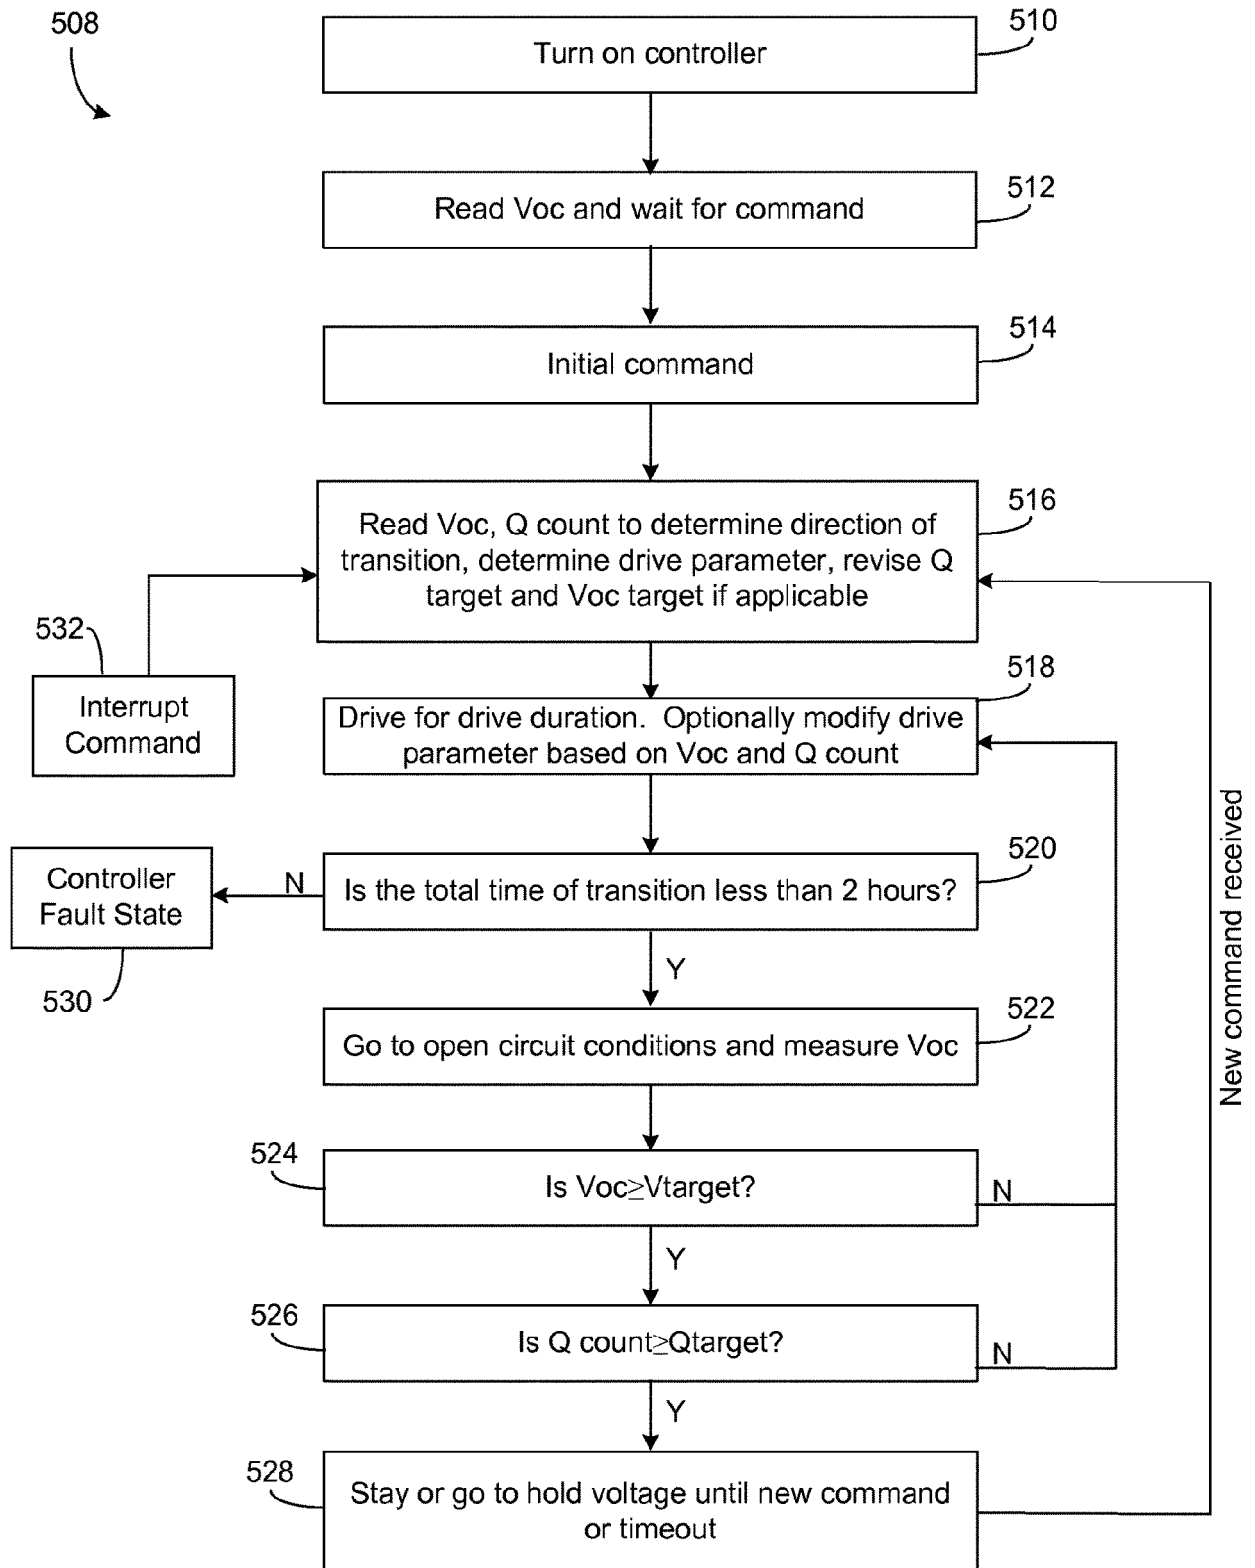 508
510
Turn on controller
512
Read Voc and wait for command
514
Initial command
516
Read Voc, Q count to determine direction of
transition, determine drive parameter, revise Q
target and Voc target if applicable
532
Interrupt
Command
518
Drive for drive duration.  Optionally modify drive
parameter based on Voc and Q count
520
Is the total time of transition less than 2 hours?
N
Controller
Fault State
530
Y
522
Go to open circuit conditions and measure Voc
524
Is Voc≥Vtarget?
N
Y
526
Is Q count≥Qtarget?
N
Y
528
Stay or go to hold voltage until new command
or timeout
New command received